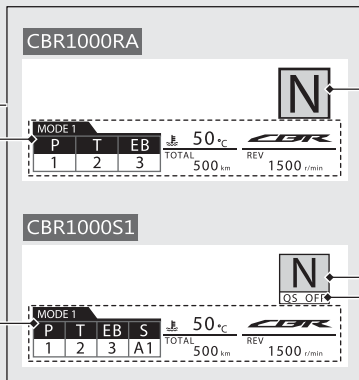 CBR1000RA
N
MODE 1
P T EB
1 2 3
50 °C
CBR
TOTAL
500 km
REV
1500 r/min
CBR1000S1
N
QS OFF
MODE 1
P T EB S
1 2 3 A1
50 °C
CBR
TOTAL
500 km
REV
1500 r/min